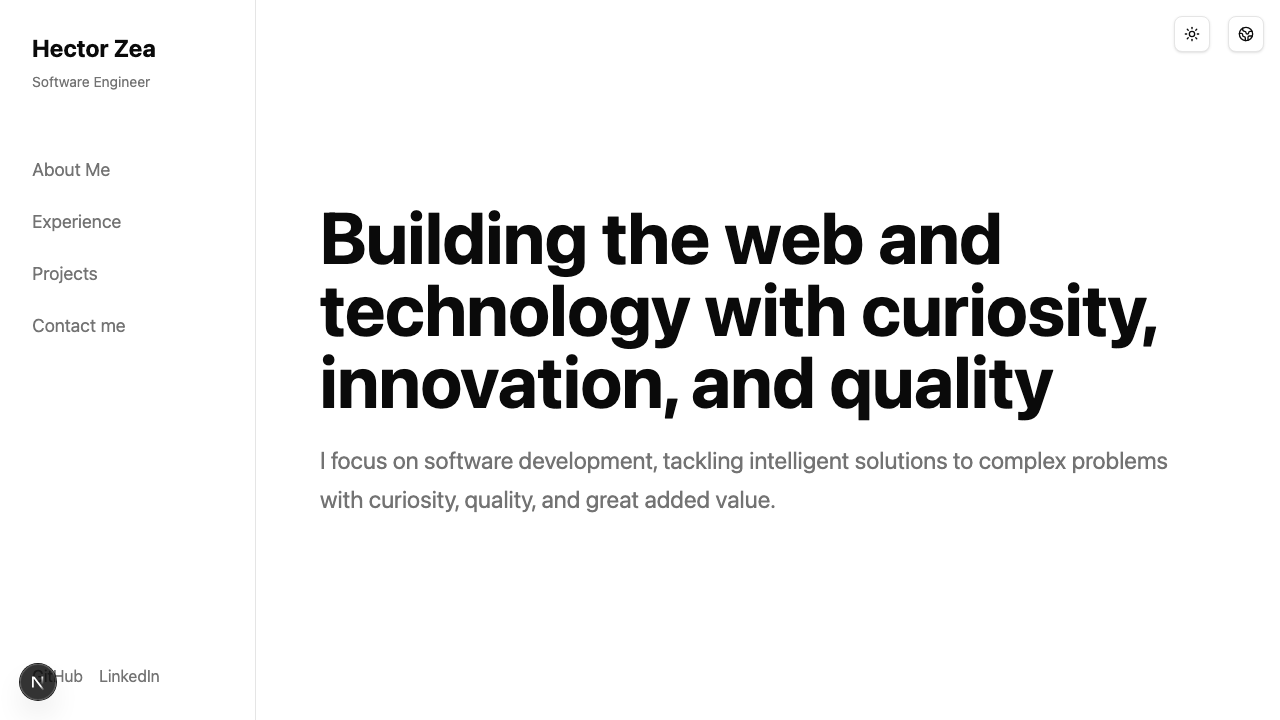 Hector Zea
Software Engineer
About Me
Experience
Projects
Contact me
Building the web and
technology with curiosity,
innovation, and quality
I focus on software development, tackling intelligent solutions to complex problems
with curiosity, quality, and great added value.
GitHub LinkedIn
N